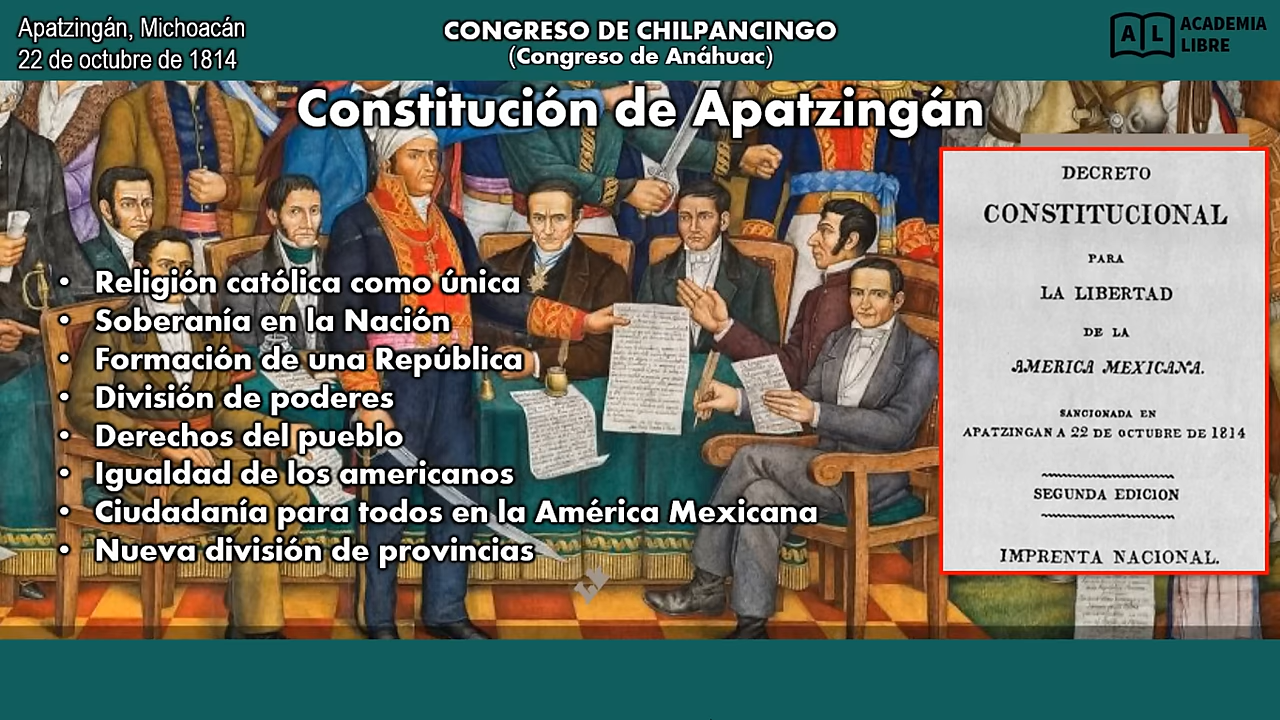 Apatzingán, Michoacán
22 de octubre de 1814
CONGRESO DE CHILPANCINGO
(Congreso de Anáhuac)
AL ACADEMIA
LIBRE
Constitución de Apatzingán
• Religión católica como única
• Soberanía en la Nación
• Formación de una República
• División de poderes
• Derechos del pueblo
• Igualdad de los americanos
• Ciudadanía para todos en la América Mexicana
• Nueva división de provincias
DECRETO
CONSTITUCIONAL
PARA
LA LIBERTAD
DE LA
AMERICA MEXICANA.
SANCIONADA EN
APATZINGAN A 22 DE OCTUBRE DE 1814
SEGUNDA EDICION
IMPRENTA NACIONAL.